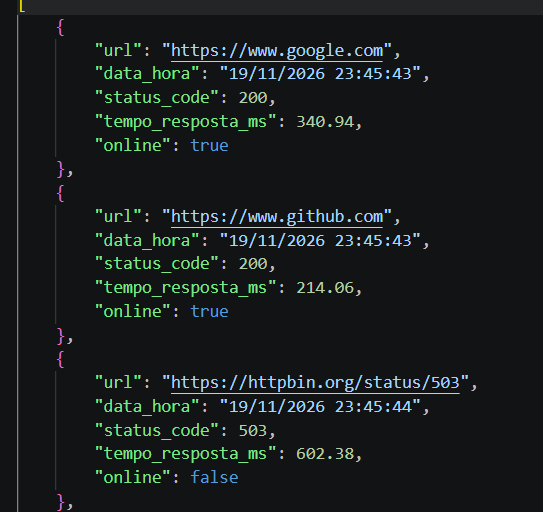 [
{
"url": "https://www.google.com",
"data_hora": "19/11/2026 23:45:43",
"status_code": 200,
"tempo_resposta_ms": 340.94,
"online": true
},
{
"url": "https://www.github.com",
"data_hora": "19/11/2026 23:45:43",
"status_code": 200,
"tempo_resposta_ms": 214.06,
"online": true
},
{
"url": "https://httpbin.org/status/503",
"data_hora": "19/11/2026 23:45:44",
"status_code": 503,
"tempo_resposta_ms": 602.38,
"online": false
},